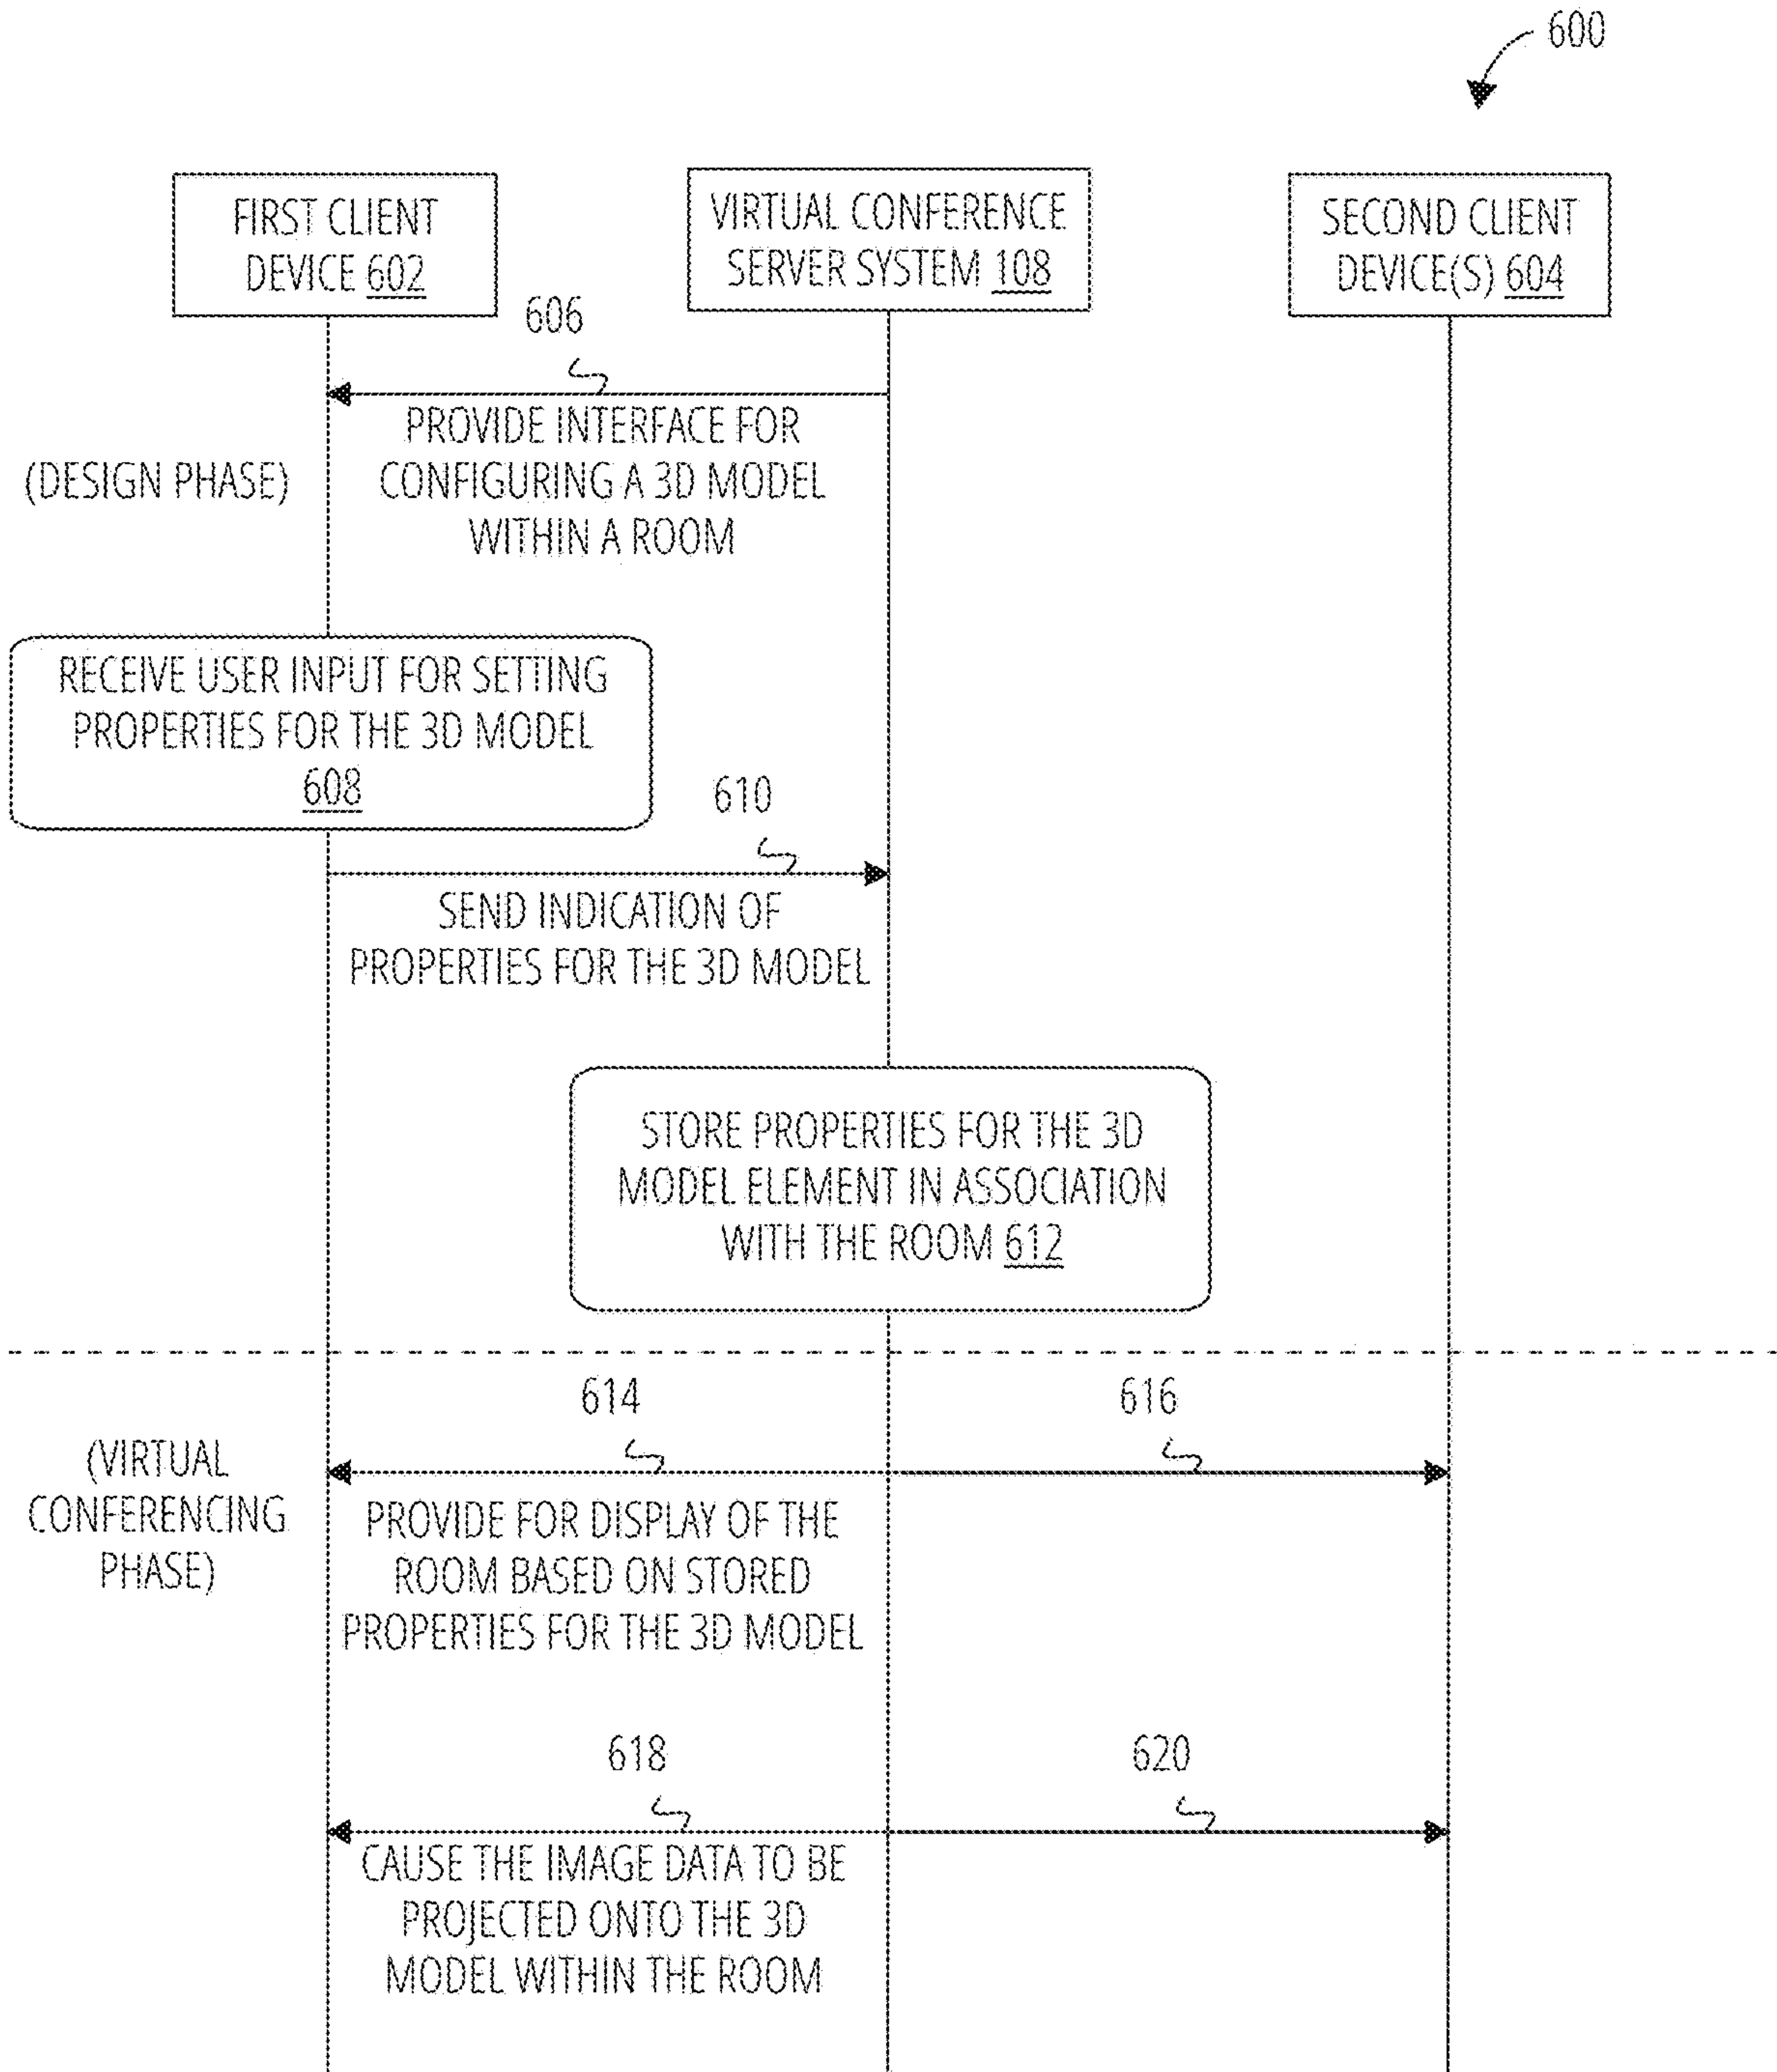 600
FIRST CLIENT
DEVICE 602
VIRTUAL CONFERENCE
SERVER SYSTEM 108
SECOND CLIENT
DEVICE(S) 604
606
PROVIDE INTERFACE FOR
CONFIGURING A 3D MODEL
WITHIN A ROOM
(DESIGN PHASE)
RECEIVE USER INPUT FOR SETTING
PROPERTIES FOR THE 3D MODEL
608
610
SEND INDICATION OF
PROPERTIES FOR THE 3D MODEL
STORE PROPERTIES FOR THE 3D
MODEL ELEMENT IN ASSOCIATION
WITH THE ROOM 612
614
616
(VIRTUAL
CONFERENCING
PHASE)
PROVIDE FOR DISPLAY OF THE
ROOM BASED ON STORED
PROPERTIES FOR THE 3D MODEL
618
620
CAUSE THE IMAGE DATA TO BE
PROJECTED ONTO THE 3D
MODEL WITHIN THE ROOM